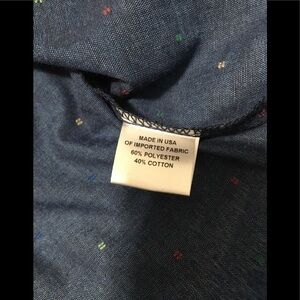 MADE IN USA
OF IMPORTED FABRIC
60% POLYESTER
40% COTTON